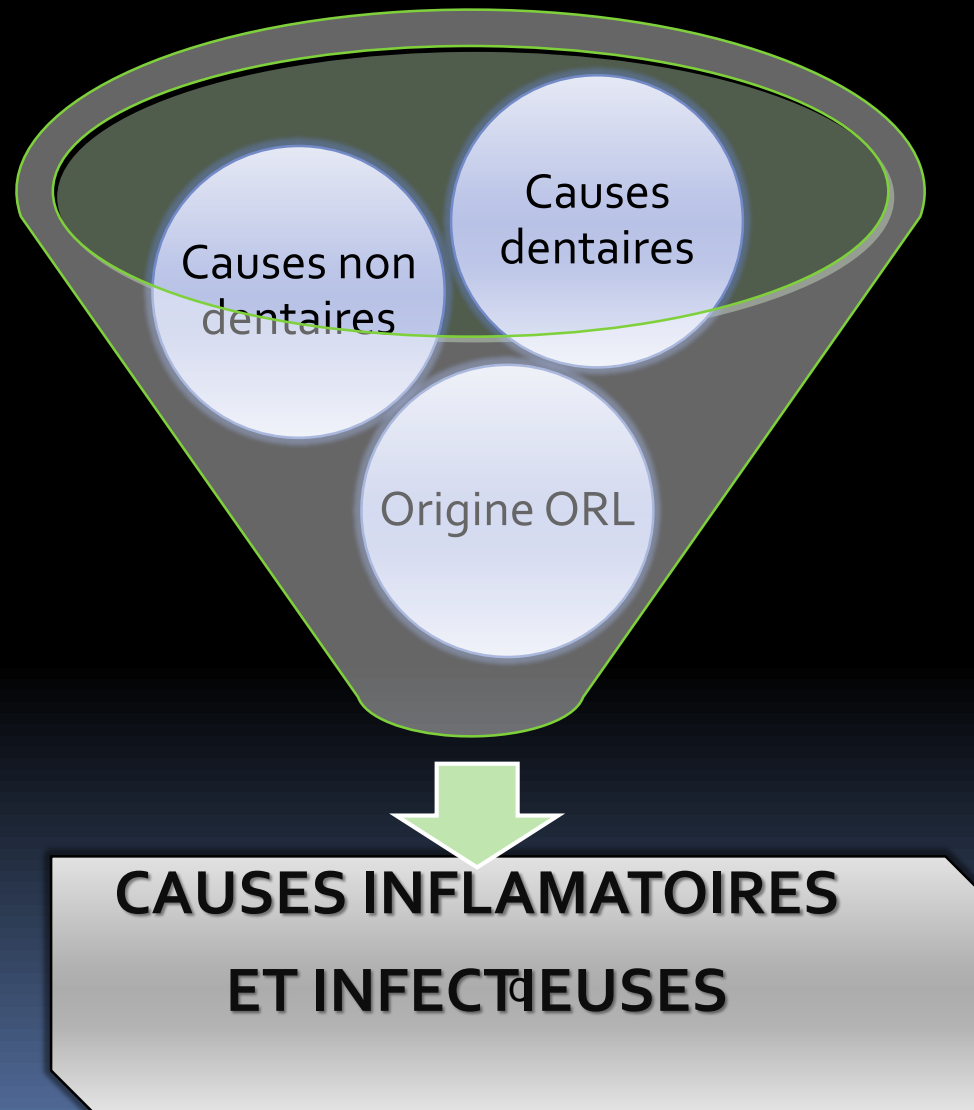 Causes
dentaires
Causes non
dentaires
Origine ORL
CAUSES INFLAMATOIRES
ET INFECTIEUSES